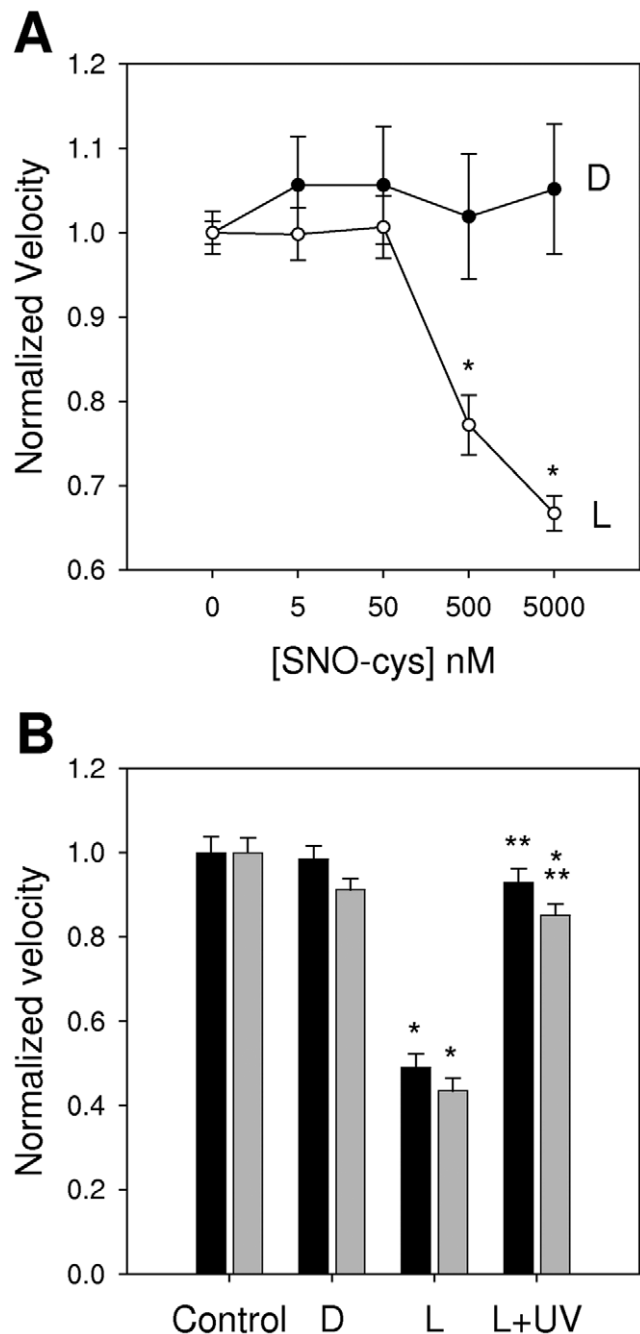 A
1.2
1.1
1.0
0.9
0.8
0.7
0.6
Normalized Velocity
D
*
*
L
0 5 50 500 5000
[SNO-cys] nM
B
1.2
1.0
0.8
0.6
0.4
0.2
0.0
Normalized velocity
** *
**
* *
Control D L L+UV